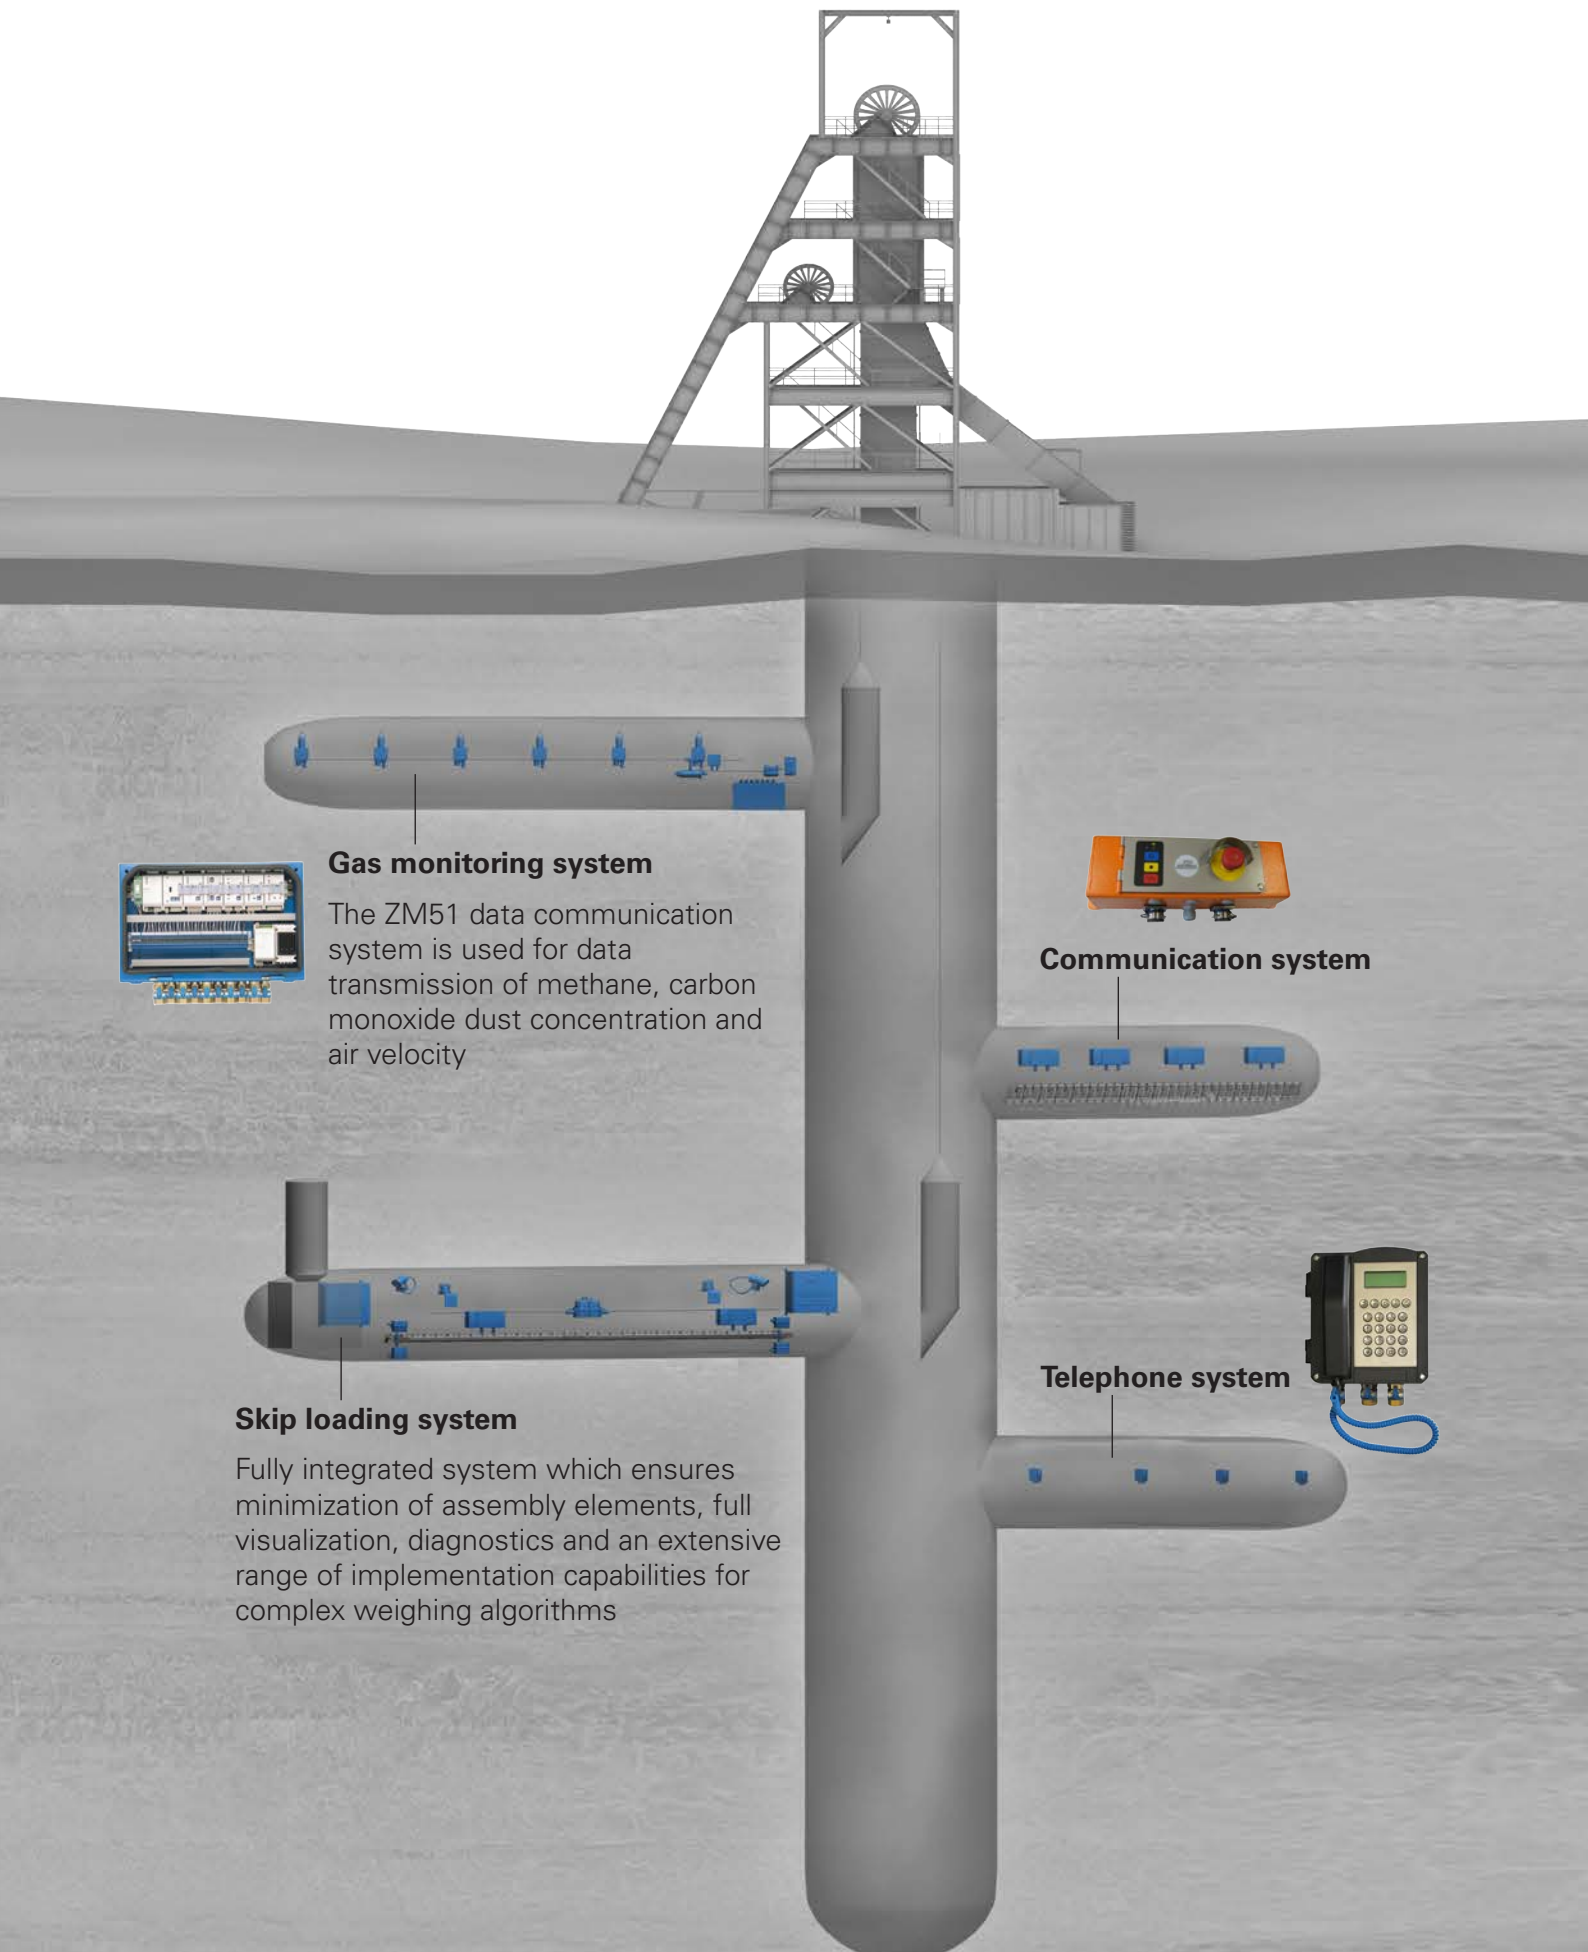 Gas monitoring system
The ZM51 data communication
system is used for data
transmission of methane, carbon
monoxide dust concentration and
air velocity
Communication system
Telephone system
Skip loading system
Fully integrated system which ensures
minimization of assembly elements, full
visualization, diagnostics and an extensive
range of implementation capabilities for
complex weighing algorithms